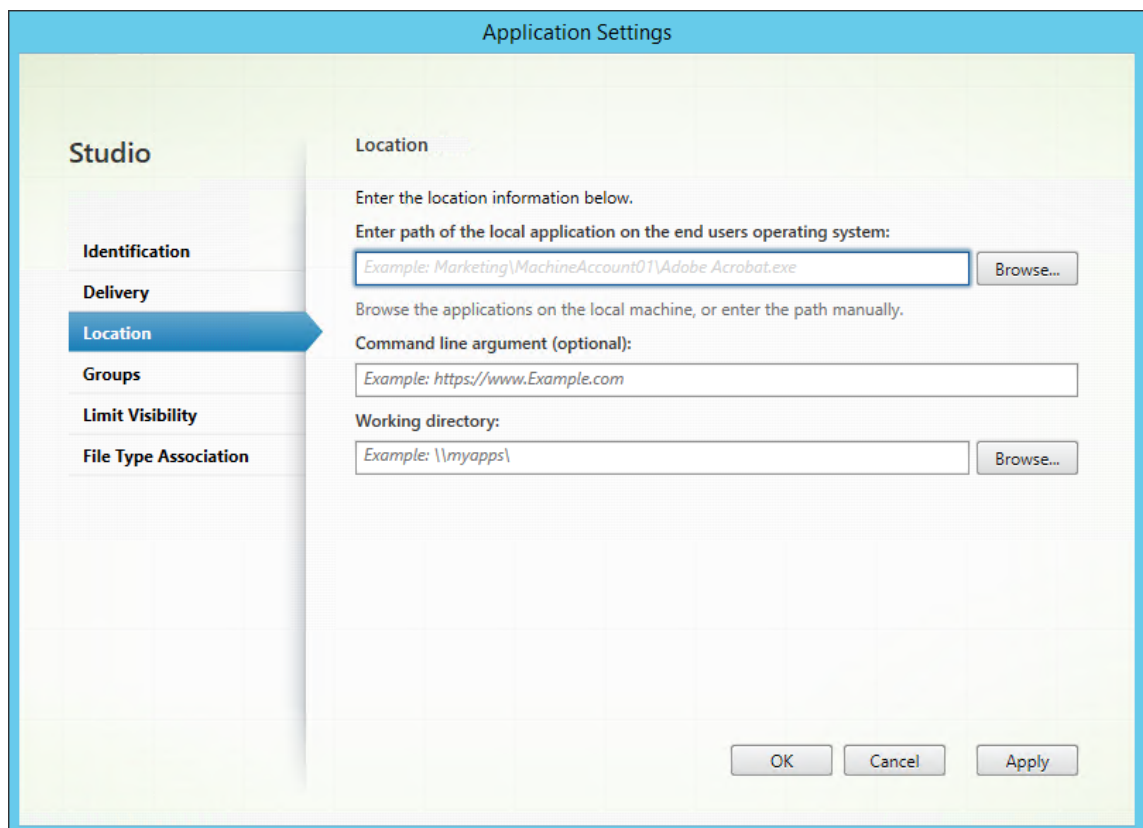 Application Settings
Studio
Identification
Delivery
Location
Groups
Limit Visibility
File Type Association
Location
Enter the location information below.
Enter path of the local application on the end users operating system:
Example: Marketing\MachineAccount01\Adobe Acrobat.exe
Browse...
Browse the applications on the local machine, or enter the path manually.
Command line argument (optional):
Example: https://www.Example.com
Working directory:
Example: \\myapps\
Browse...
OK
Cancel
Apply